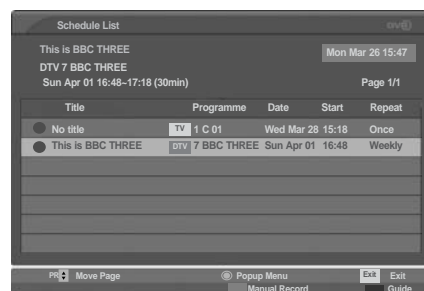 Schedule List
This is BBC THREE
Mon Mar 26 15:47
DTV 7 BBC THREE
Sun Apr 01 16:48~17:18 (30min) Page 1/1
Title Programme Date Start Repeat
No title TV 1 C 01 Wed Mar 28 15:18 Once
This is BBC THREE DTV 7 BBC THREE Sun Apr 01 16:48 Weekly
PR Move Page Popup Menu Exit Exit
Manual Record Guide